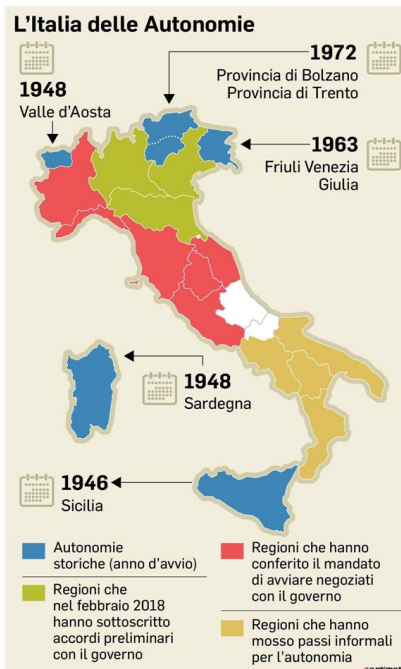 L'Italia delle Autonomie
1948
Valle d'Aosta
1972
Provincia di Bolzano
Provincia di Trento
1963
Friuli Venezia
Giulia
1948
Sardegna
1946
Sicilia
Autonomie
storiche (anno d'avvio)
Regioni che
nel febbraio 2018
hanno sottoscritto
accordi preliminari
con il governo
Regioni che hanno
conferito il mandato
di avviare negoziati
con il governo
Regioni che hanno
mosso passi informali
per l'autonomia